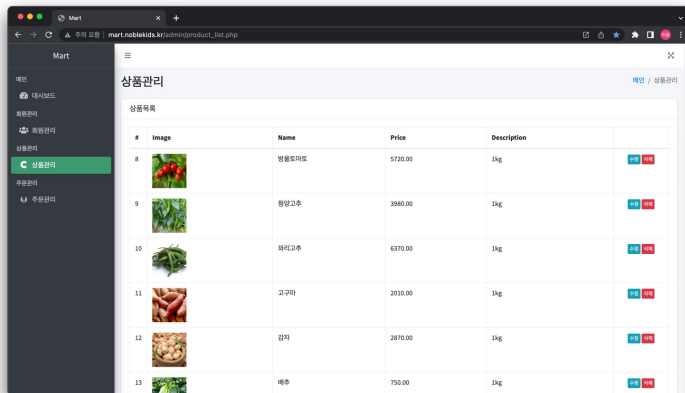 Mart
주의 요함 | mart.noblekids.kr/admin/product_list.php
Mart
메인
대시보드
회원관리
회원관리
상품관리
상품관리
주문관리
주문관리
상품관리
메인 / 상품관리
상품목록
# Image Name Price Description
8 방울토마토 5720.00 1kg 수정 삭제
9 청양고추 3980.00 1kg 수정 삭제
10 꽈리고추 6370.00 1kg 수정 삭제
11 고구마 2010.00 1kg 수정 삭제
12 감자 2870.00 1kg 수정 삭제
13 배추 750.00 1kg 수정 삭제